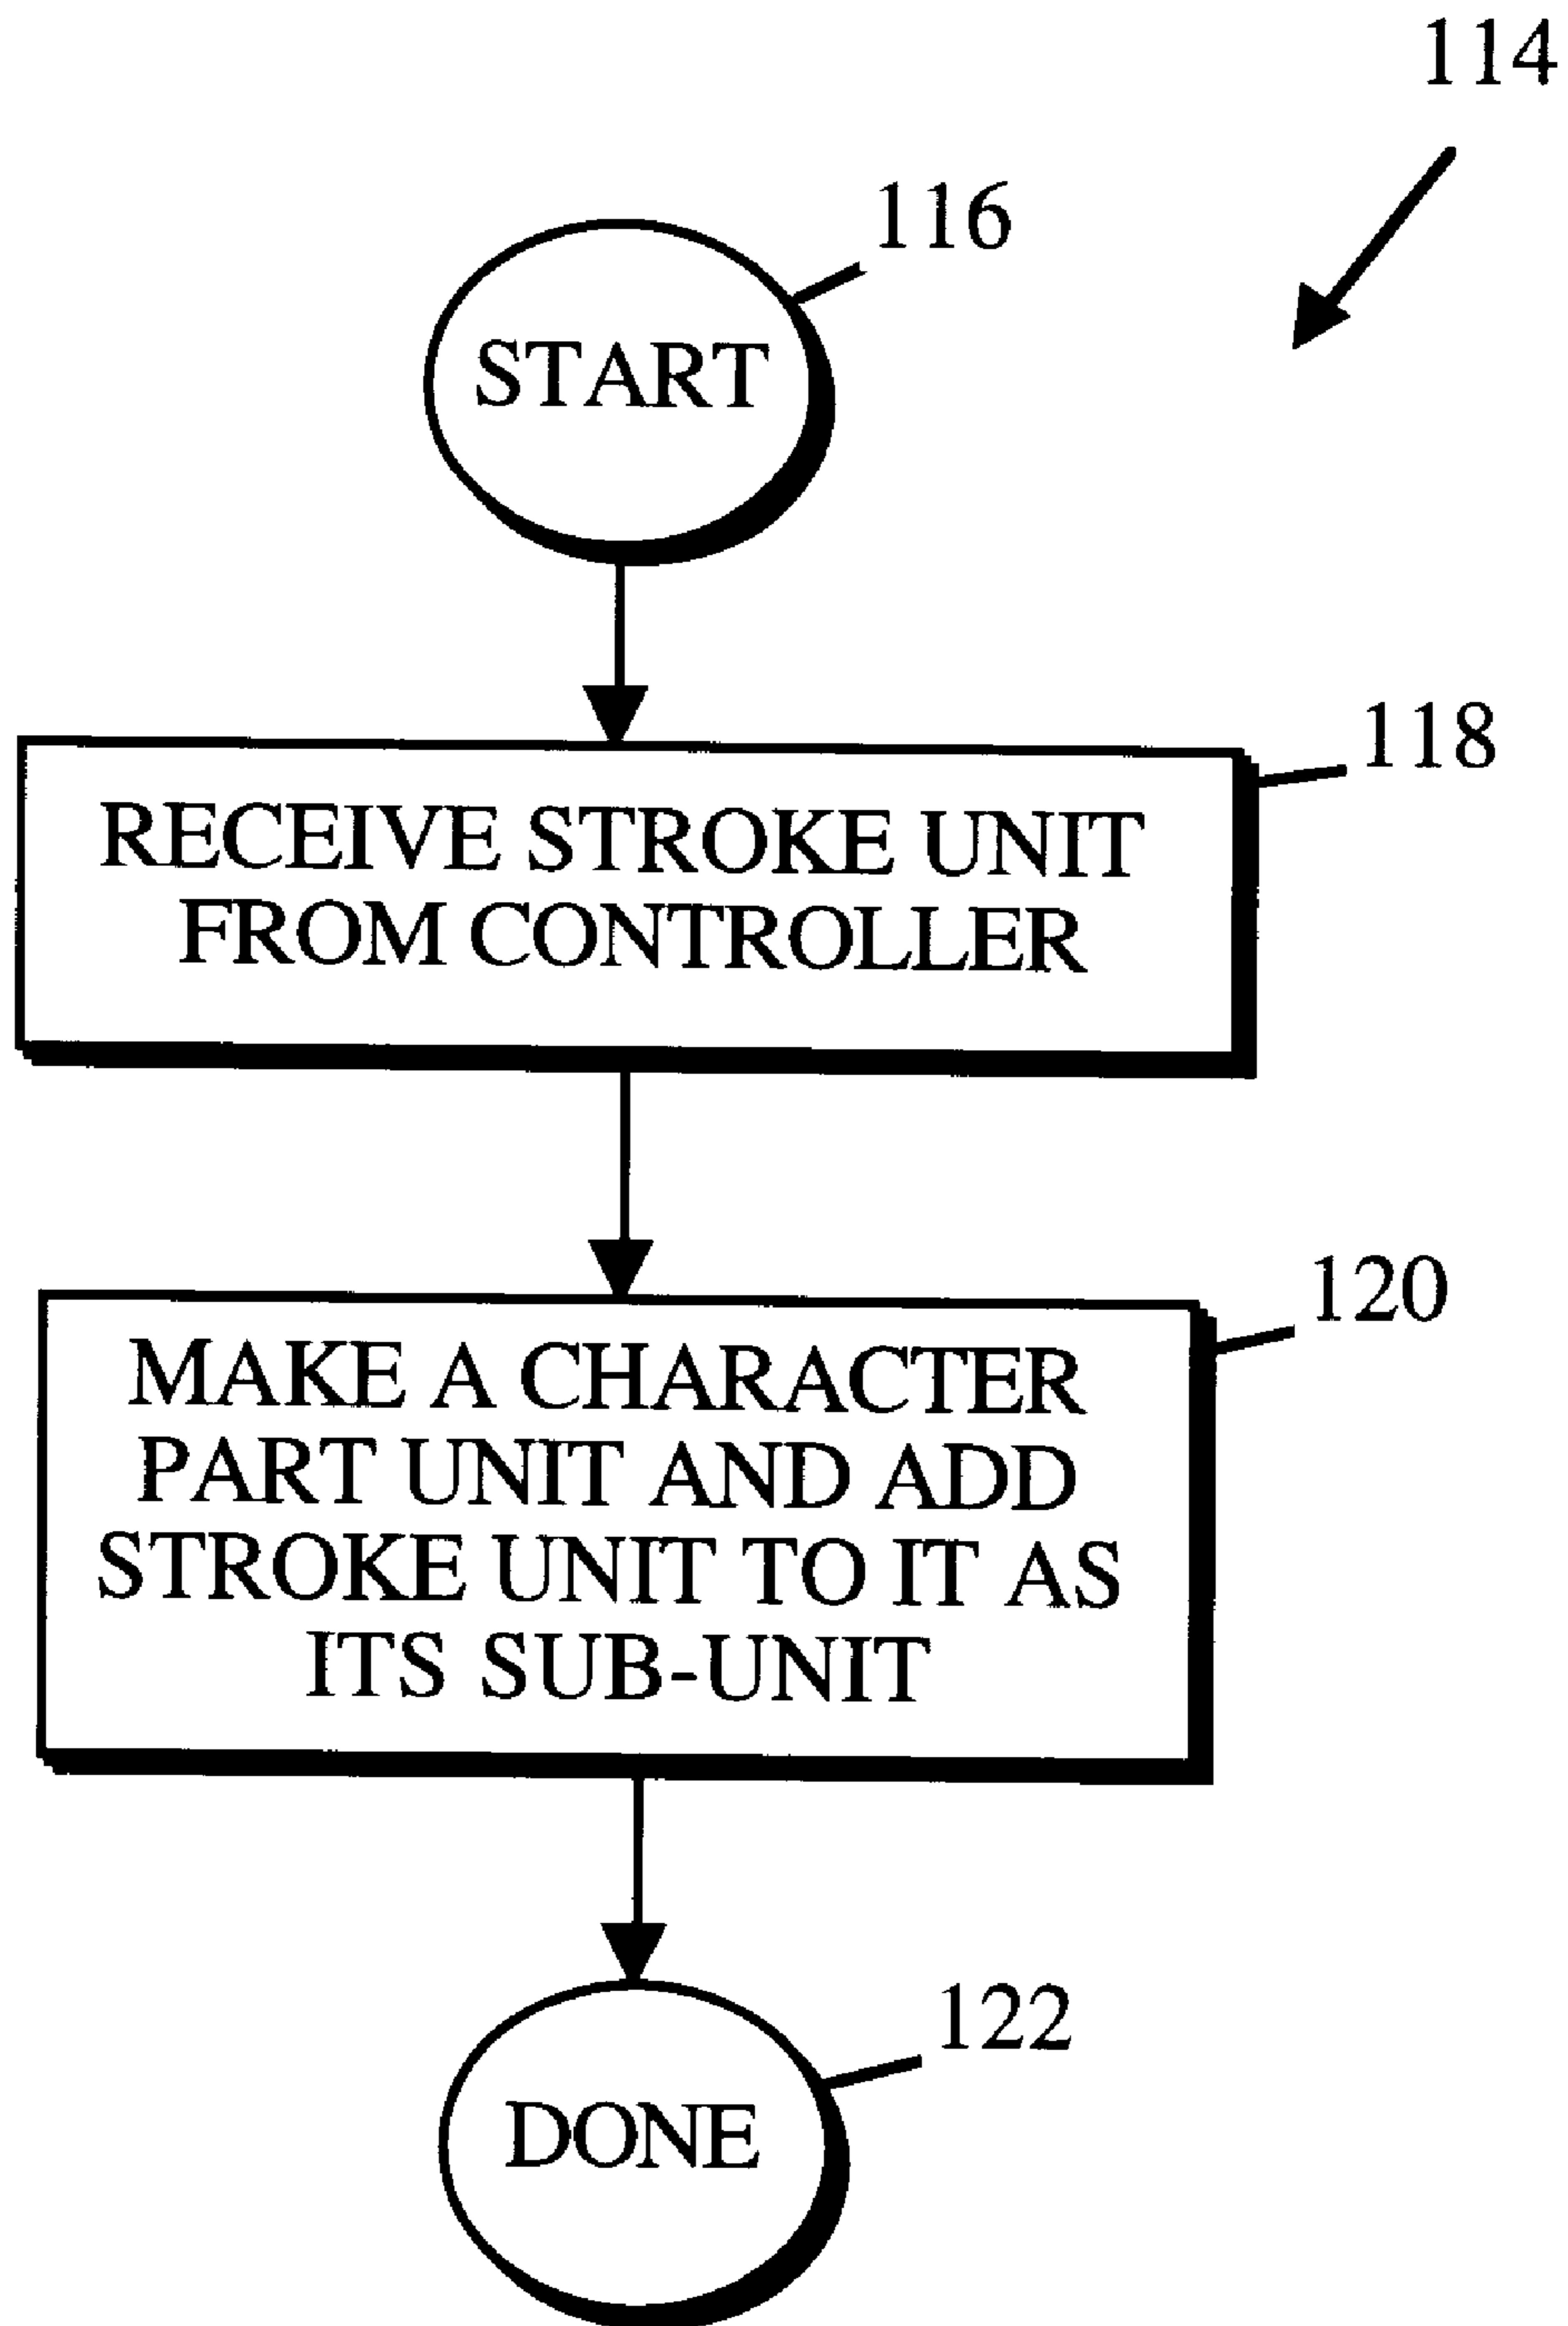 114
116
START
118
RECEIVE STROKE UNIT
FROM CONTROLLER
120
MAKE A CHARACTER
PART UNIT AND ADD
STROKE UNIT TO IT AS
ITS SUB-UNIT
122
DONE